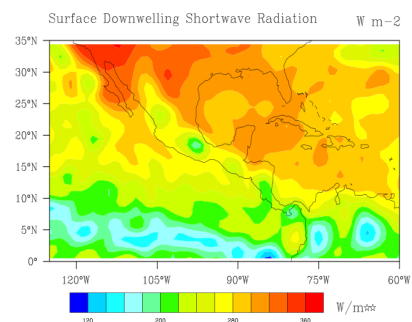 Surface Downwelling Shortwave Radiation W m-2
35°N
30°N
25°N
20°N
15°N
10°N
5°N
0°
120°W 105°W 90°W 75°W 60°W
120 200 280 360 W/m☆☆